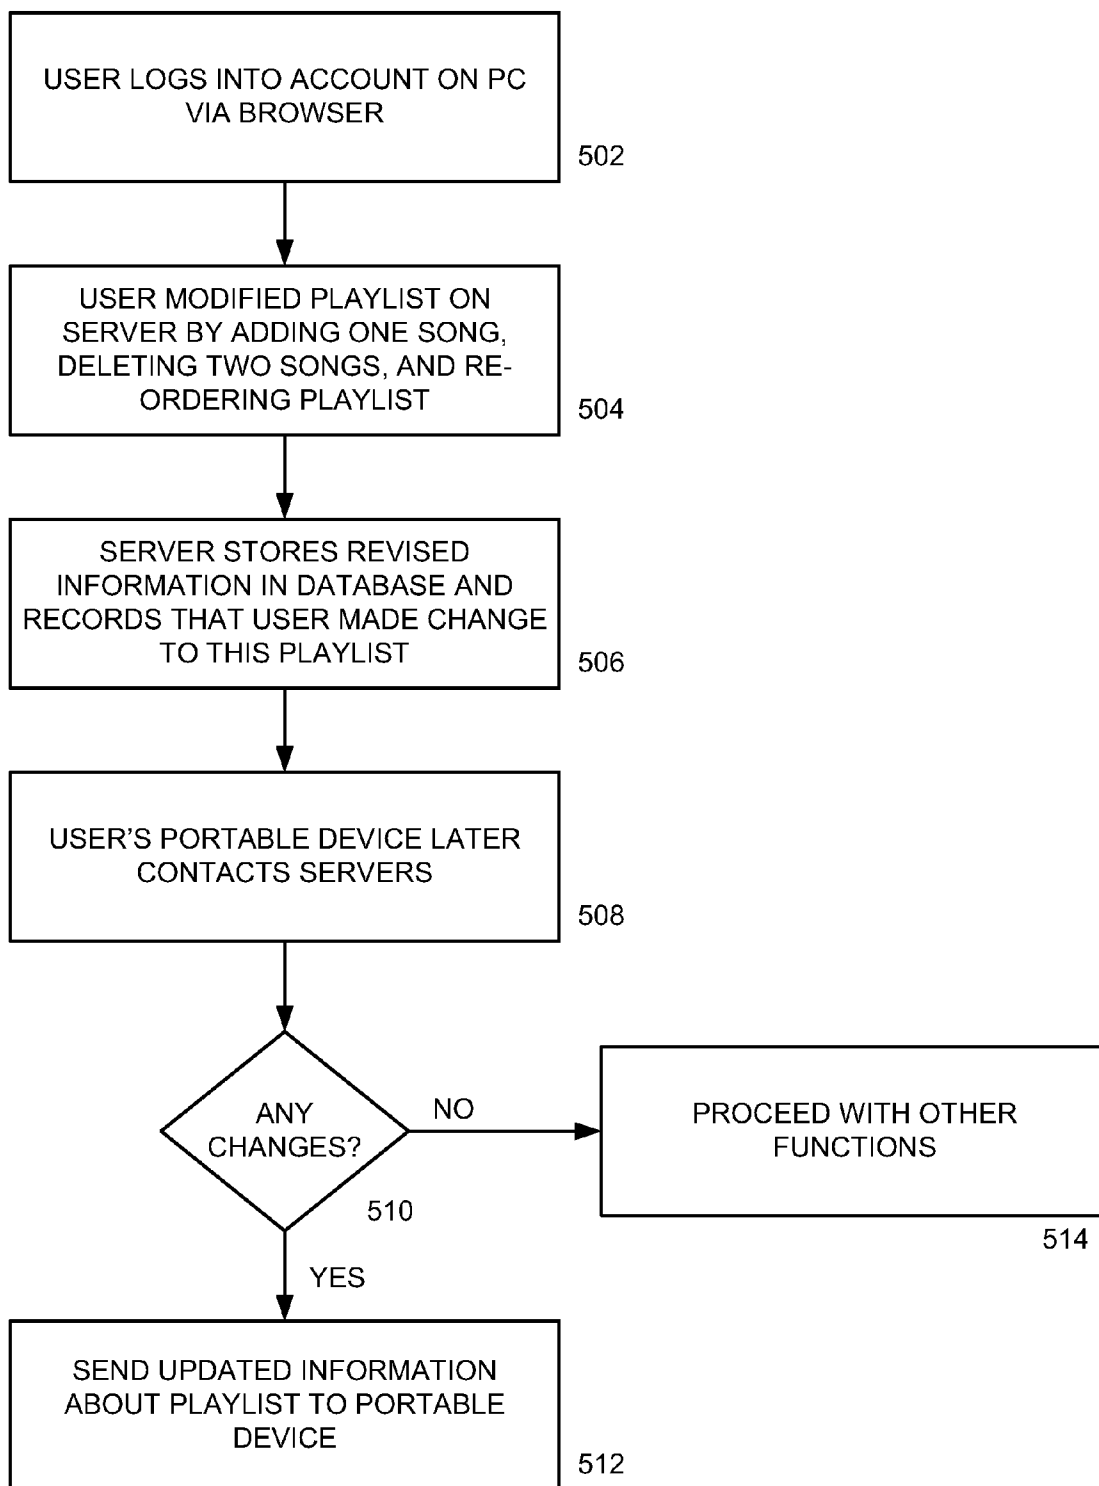 USER LOGS INTO ACCOUNT ON PC
VIA BROWSER
502
USER MODIFIED PLAYLIST ON
SERVER BY ADDING ONE SONG,
DELETING TWO SONGS, AND RE-
ORDERING PLAYLIST
504
SERVER STORES REVISED
INFORMATION IN DATABASE AND
RECORDS THAT USER MADE CHANGE
TO THIS PLAYLIST
506
USER’S PORTABLE DEVICE LATER
CONTACTS SERVERS
508
ANY
CHANGES?
510
NO
PROCEED WITH OTHER
FUNCTIONS
514
YES
SEND UPDATED INFORMATION
ABOUT PLAYLIST TO PORTABLE
DEVICE
512